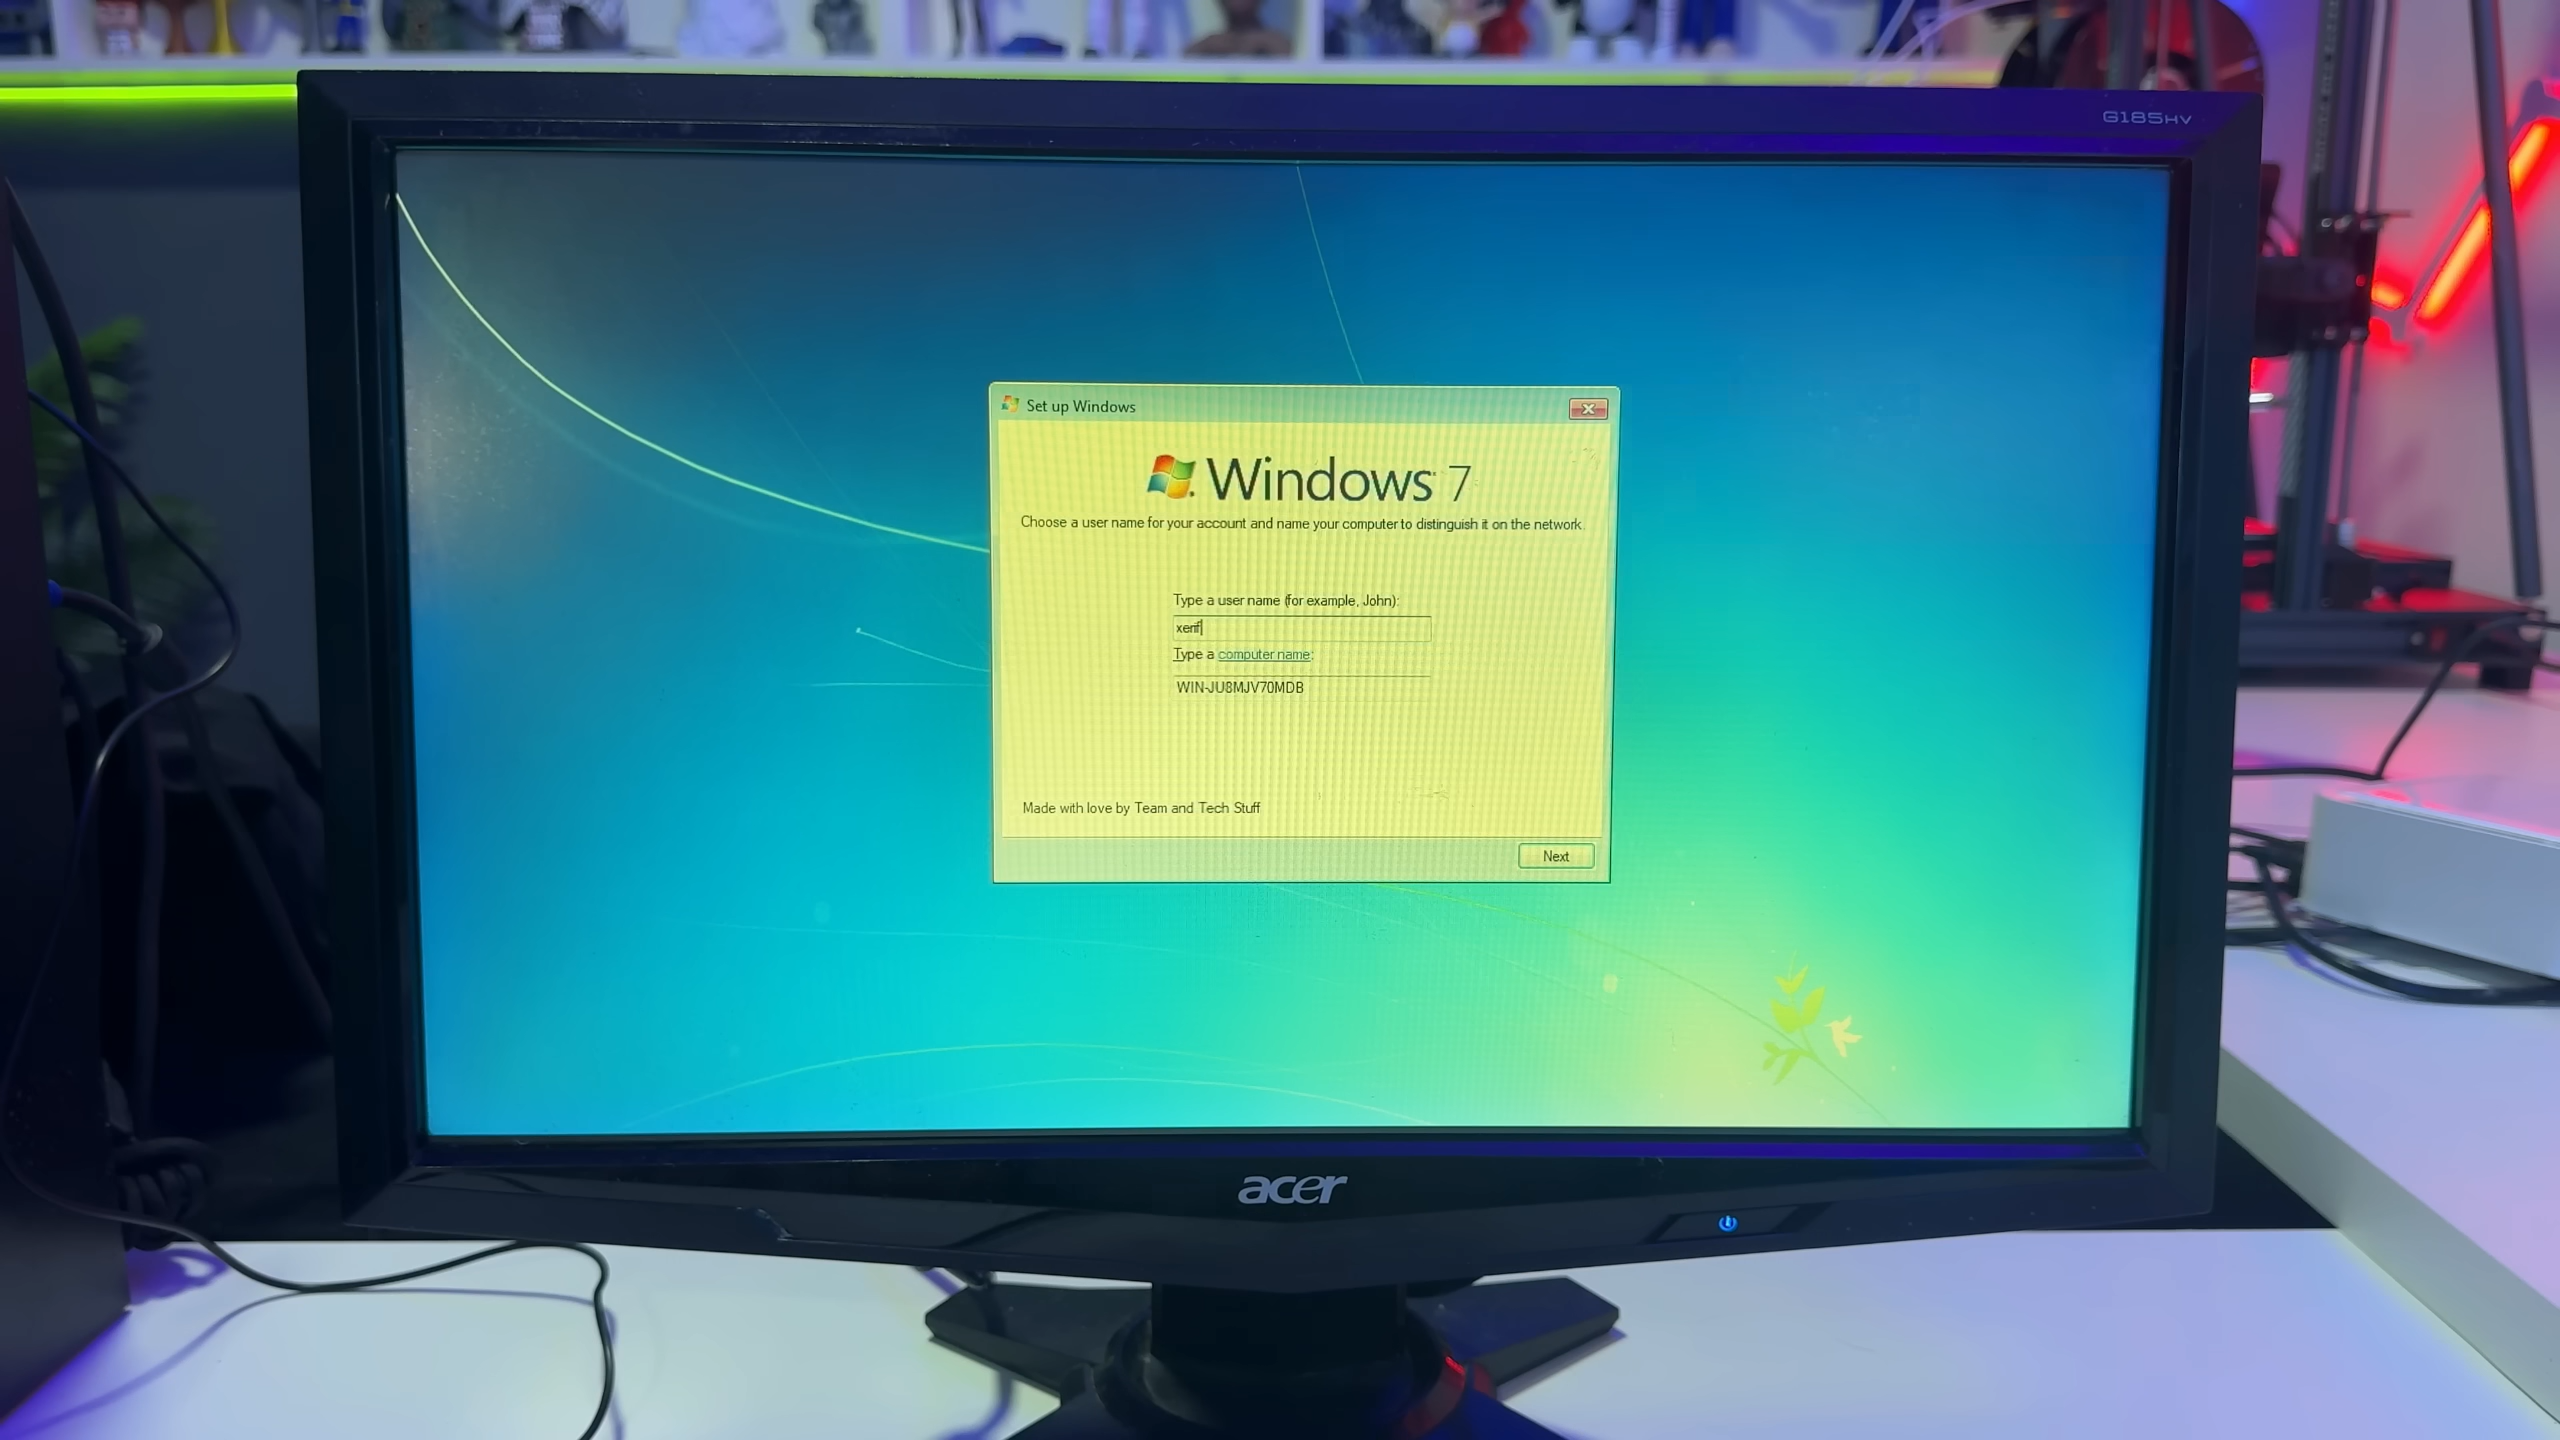 G185HV
Set up Windows
Windows 7
Choose a user name for your account and name your computer to distinguish it on the network.
Type a user name (for example, John):
xerif
Type a computer name:
WIN-JU8MJV70MDB
Made with love by Team and Tech Stuff
Next
acer